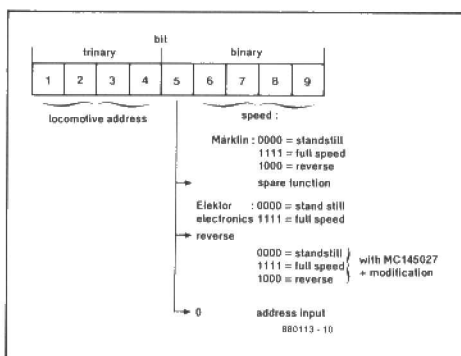 bit
trinary binary
1 2 3 4 5 6 7 8 9
locomotive address speed :
Märklin : 0000 = standstill
1111 = full speed
1000 = reverse
spare function
Elektor : 0000 = stand still
electronics 1111 = full speed
reverse
0000 = standstill
1111 = full speed
1000 = reverse
with MC145027
+ modification
0 address input
880113 - 10